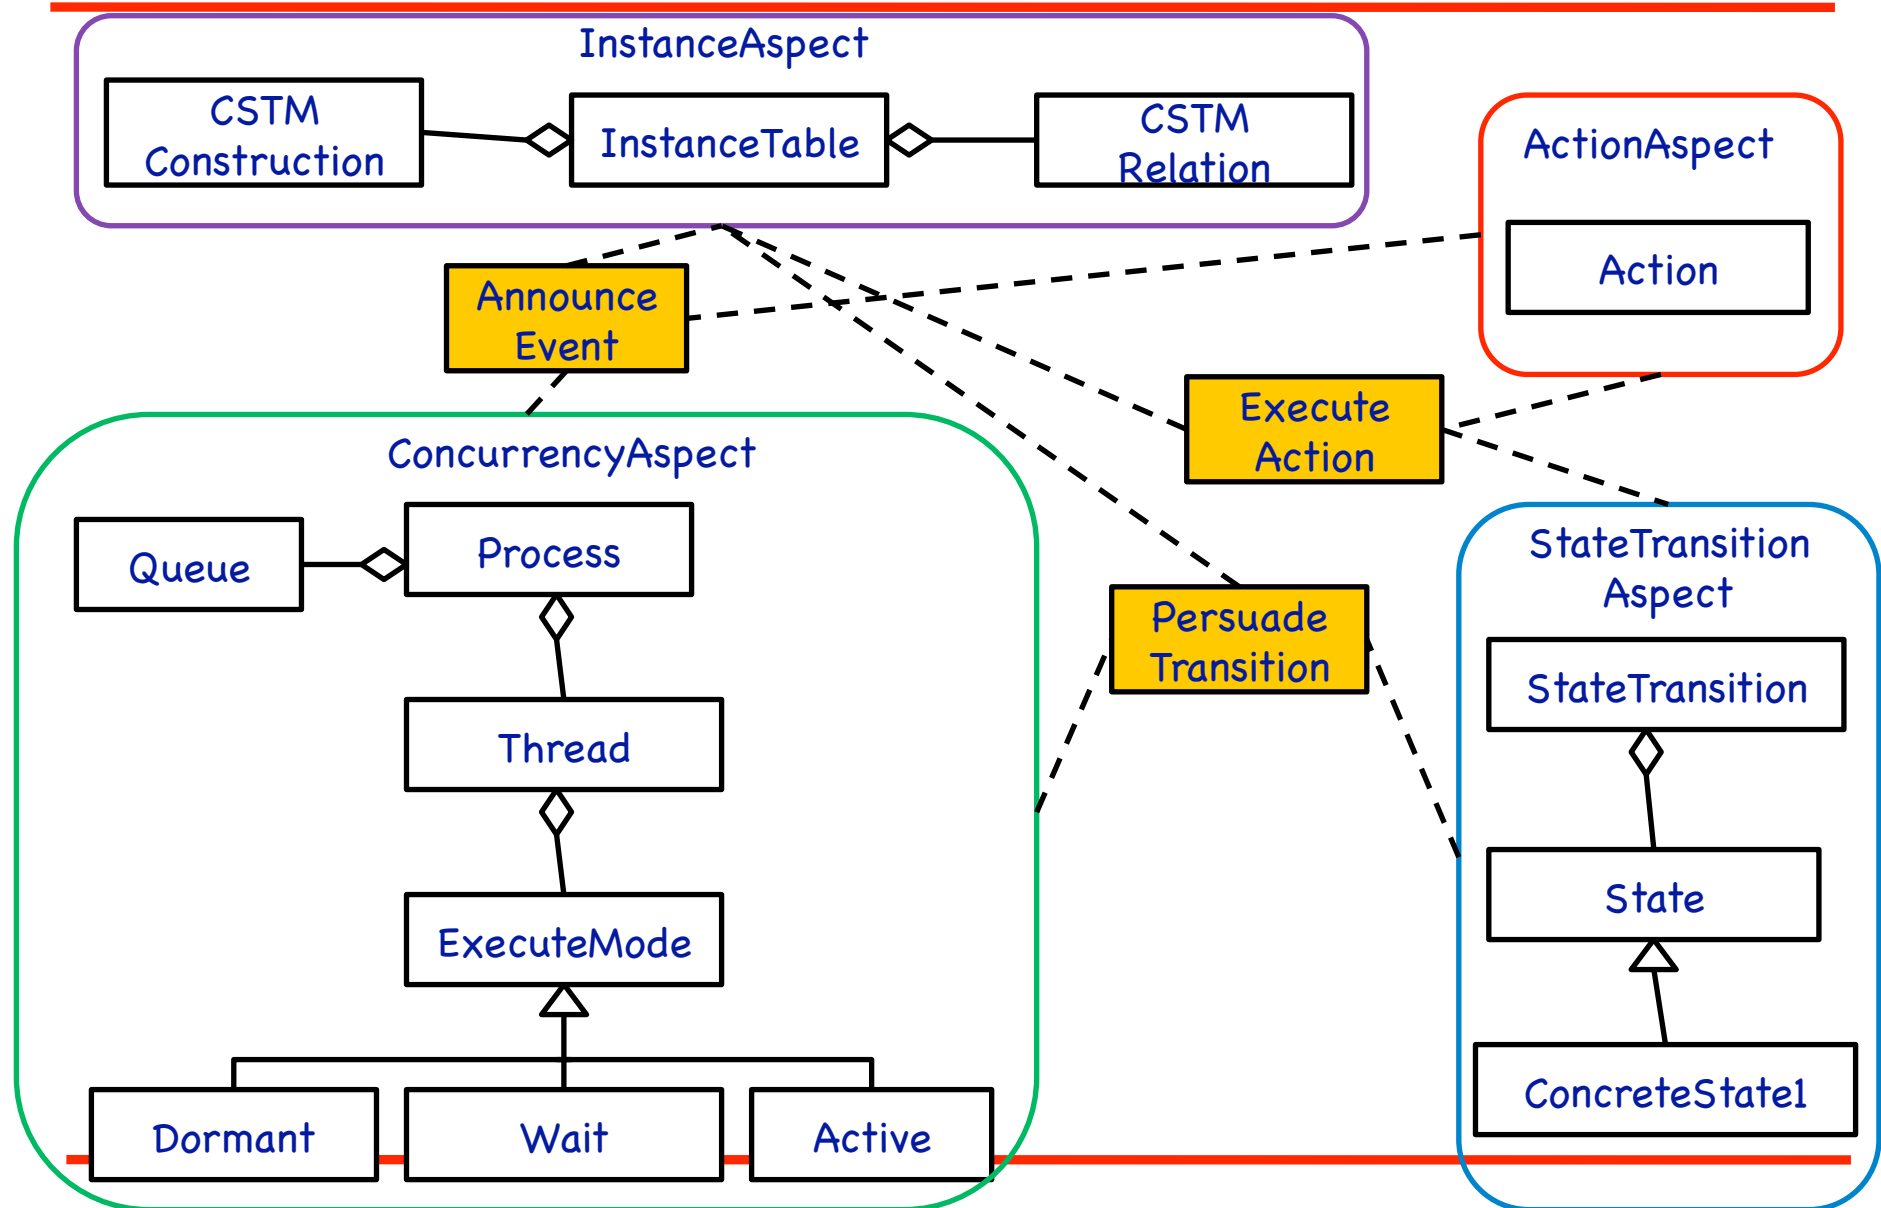 InstanceAspect
CSTM
Construction
InstanceTable
CSTM
Relation
ActionAspect
Action
Announce
Event
Execute
Action
ConcurrencyAspect
Queue
Process
Thread
ExecuteMode
Dormant
Wait
Active
Persuade
Transition
StateTransition
Aspect
StateTransition
State
ConcreteState1